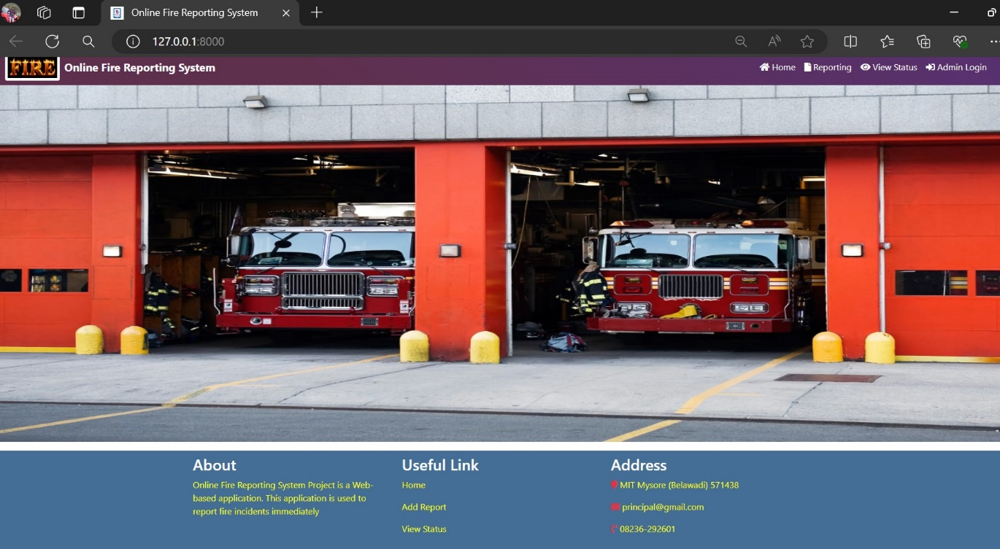 Online Fire Reporting System
127.0.0.1:8000
FIRE
Online Fire Reporting System
Home
Reporting
View Status
Admin Login
About
Online Fire Reporting System Project is a Web-
based application. This application is used to
report fire incidents immediately
Useful Link
Home
Add Report
View Status
Address
MIT Mysore (Belawadi) 571438
principal@gmail.com
08236-292601